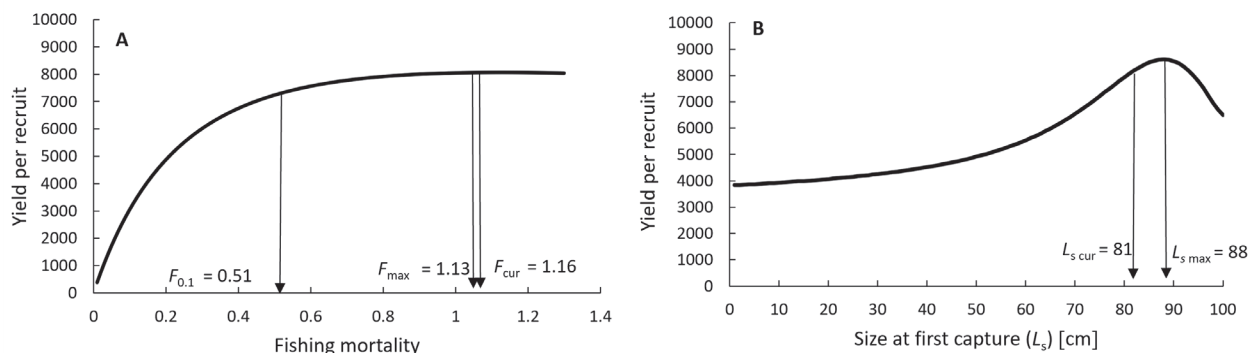 A
10000
9000
8000
7000
6000
5000
4000
3000
2000
1000
0
Yield per recruit
F0.1 = 0.51
Fmax = 1.13
Fcur = 1.16
0 0.2 0.4 0.6 0.8 1 1.2 1.4
Fishing mortality
B
10000
9000
8000
7000
6000
5000
4000
3000
2000
1000
0
Yield per recruit
Ls cur = 81
Ls max = 88
0 10 20 30 40 50 60 70 80 90 100
Size at first capture (Ls) [cm]